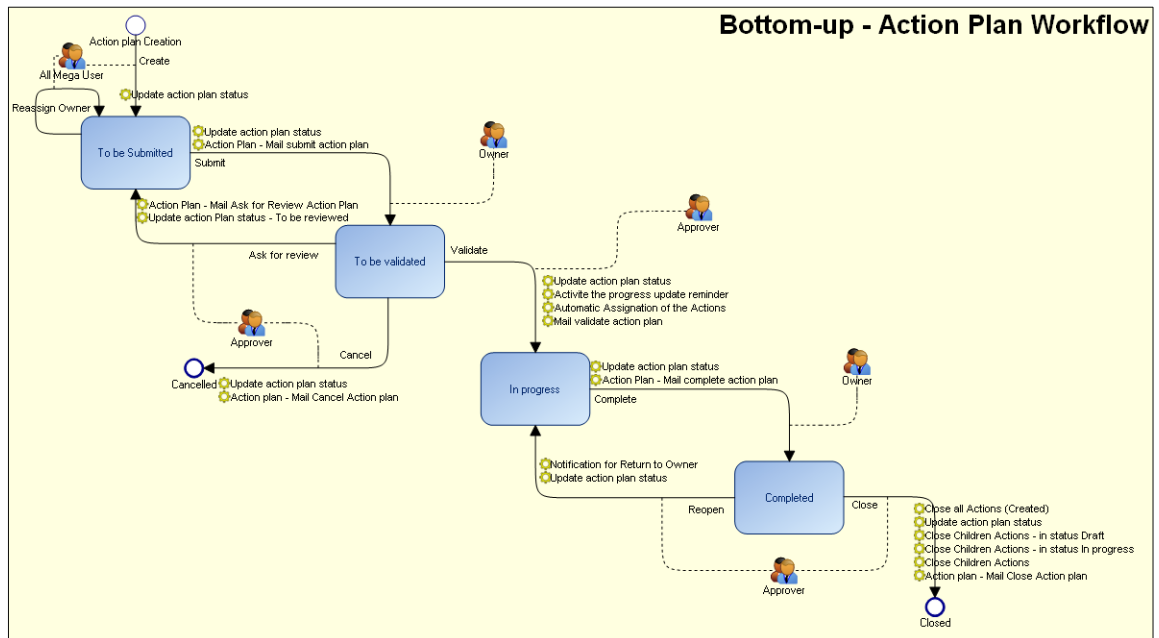 Bottom-up - Action Plan Workflow
Action plan Creation
Create
All Mega User
Update action plan status
Reassign Owner
To be Submitted
Update action plan status
Action Plan - Mail submit action plan
Submit
Owner
Action Plan - Mail Ask for Review Action Plan
Update action Plan status - To be reviewed
Ask for review
To be validated
Validate
Approver
Update action plan status
Activite the progress update reminder
Automatic Assignation of the Actions
Mail validate action plan
Approver
Cancel
Cancelled
Update action plan status
Action plan - Mail Cancel Action plan
In progress
Update action plan status
Action Plan - Mail complete action plan
Complete
Owner
Notification for Return to Owner
Update action plan status
Reopen
Completed
Close
Close all Actions (Created)
Update action plan status
Close Children Actions - in status Draft
Close Children Actions - in status In progress
Close Children Actions
Action plan - Mail Close Action plan
Approver
Closed